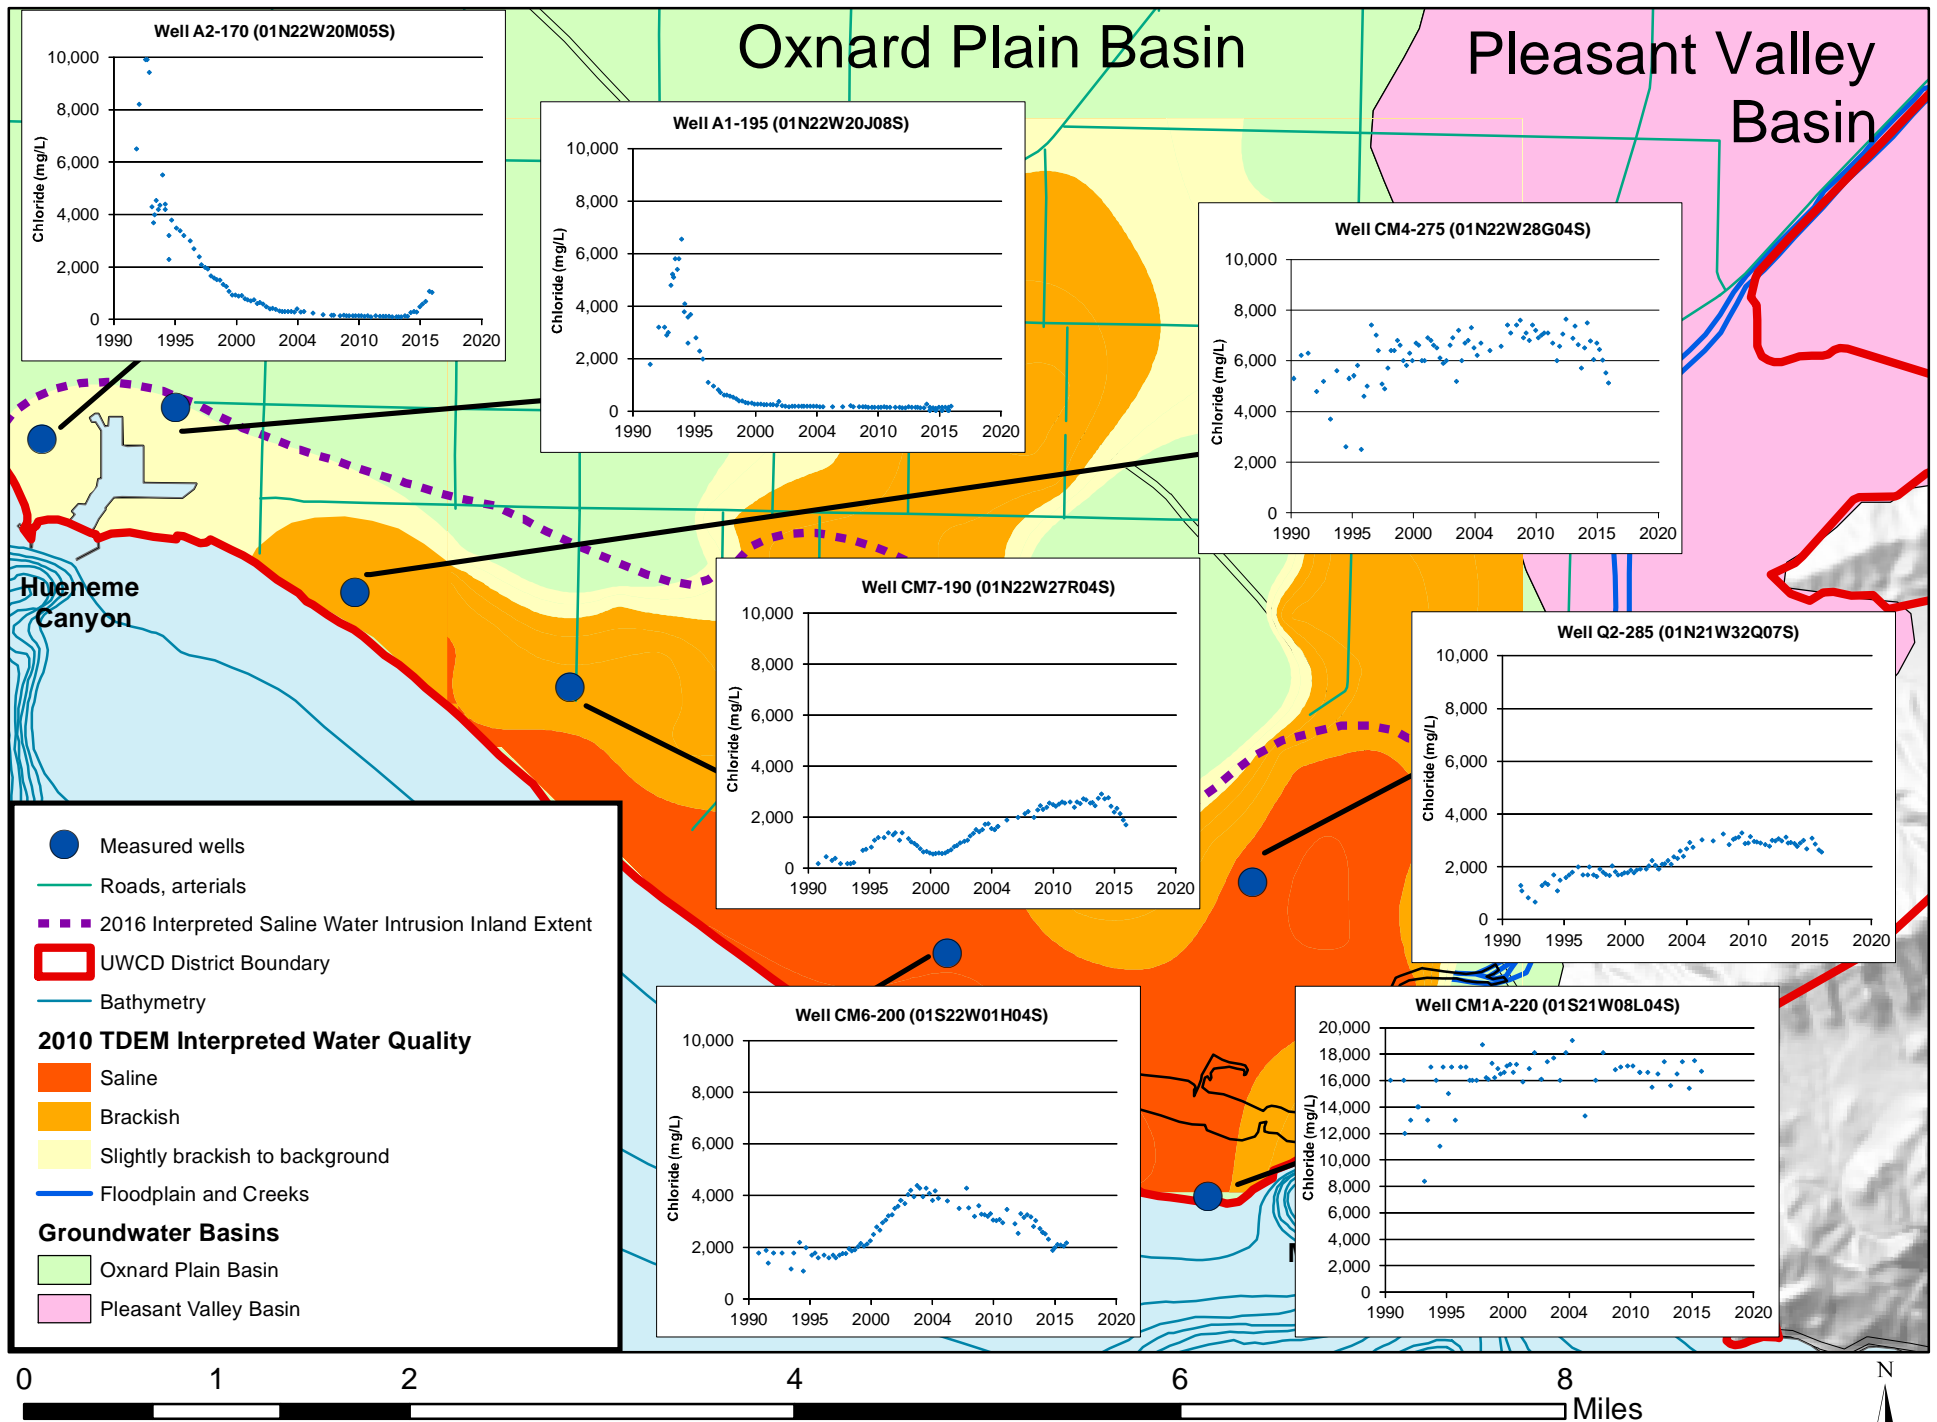 Oxnard Plain Basin
Pleasant Valley
Basin
Well A2-170 (01N22W20M05S)
Chloride (mg/L)
10,000
8,000
6,000
4,000
2,000
0
1990 1995 2000 2004 2010 2015 2020
Well A1-195 (01N22W20J08S)
Chloride (mg/L)
10,000
8,000
6,000
4,000
2,000
0
1990 1995 2000 2004 2010 2015 2020
Well CM4-275 (01N22W28G04S)
Chloride (mg/L)
10,000
8,000
6,000
4,000
2,000
0
1990 1995 2000 2004 2010 2015 2020
Hueneme
Canyon
Well CM7-190 (01N22W27R04S)
Chloride (mg/L)
10,000
8,000
6,000
4,000
2,000
0
1990 1995 2000 2004 2010 2015 2020
Well Q2-285 (01N21W32Q07S)
Chloride (mg/L)
10,000
8,000
6,000
4,000
2,000
0
1990 1995 2000 2004 2010 2015 2020
Well CM6-200 (01S22W01H04S)
Chloride (mg/L)
10,000
8,000
6,000
4,000
2,000
0
1990 1995 2000 2004 2010 2015 2020
Well CM1A-220 (01S21W08L04S)
Chloride (mg/L)
20,000
18,000
16,000
14,000
12,000
10,000
8,000
6,000
4,000
2,000
0
1990 1995 2000 2004 2010 2015 2020
Measured wells
Roads, arterials
2016 Interpreted Saline Water Intrusion Inland Extent
UWCD District Boundary
Bathymetry
2010 TDEM Interpreted Water Quality
Saline
Brackish
Slightly brackish to background
Floodplain and Creeks
Groundwater Basins
Oxnard Plain Basin
Pleasant Valley Basin
0 1 2 4 6 8
Miles
N